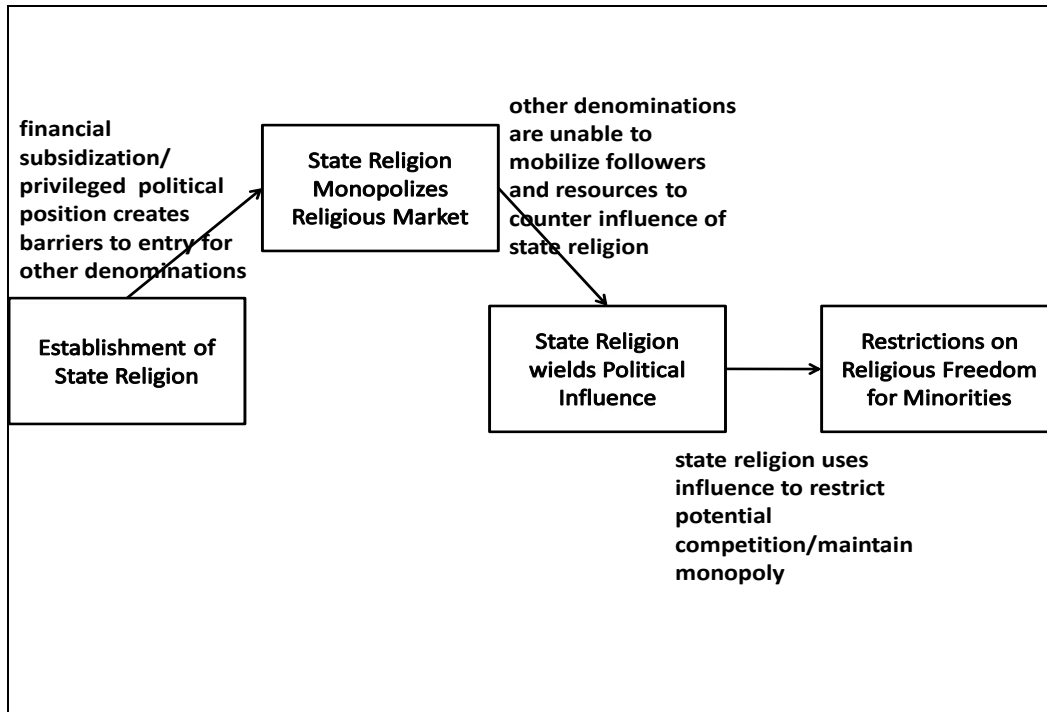 financial
subsidization/
privileged political
position creates
barriers to entry for
other denominations
Establishment of
State Religion
State Religion
Monopolizes
Religious Market
other denominations
are unable to
mobilize followers
and resources to
counter influence of
state religion
State Religion
wields Political
Influence
state religion uses
influence to restrict
potential
competition/maintain
monopoly
Restrictions on
Religious Freedom
for Minorities